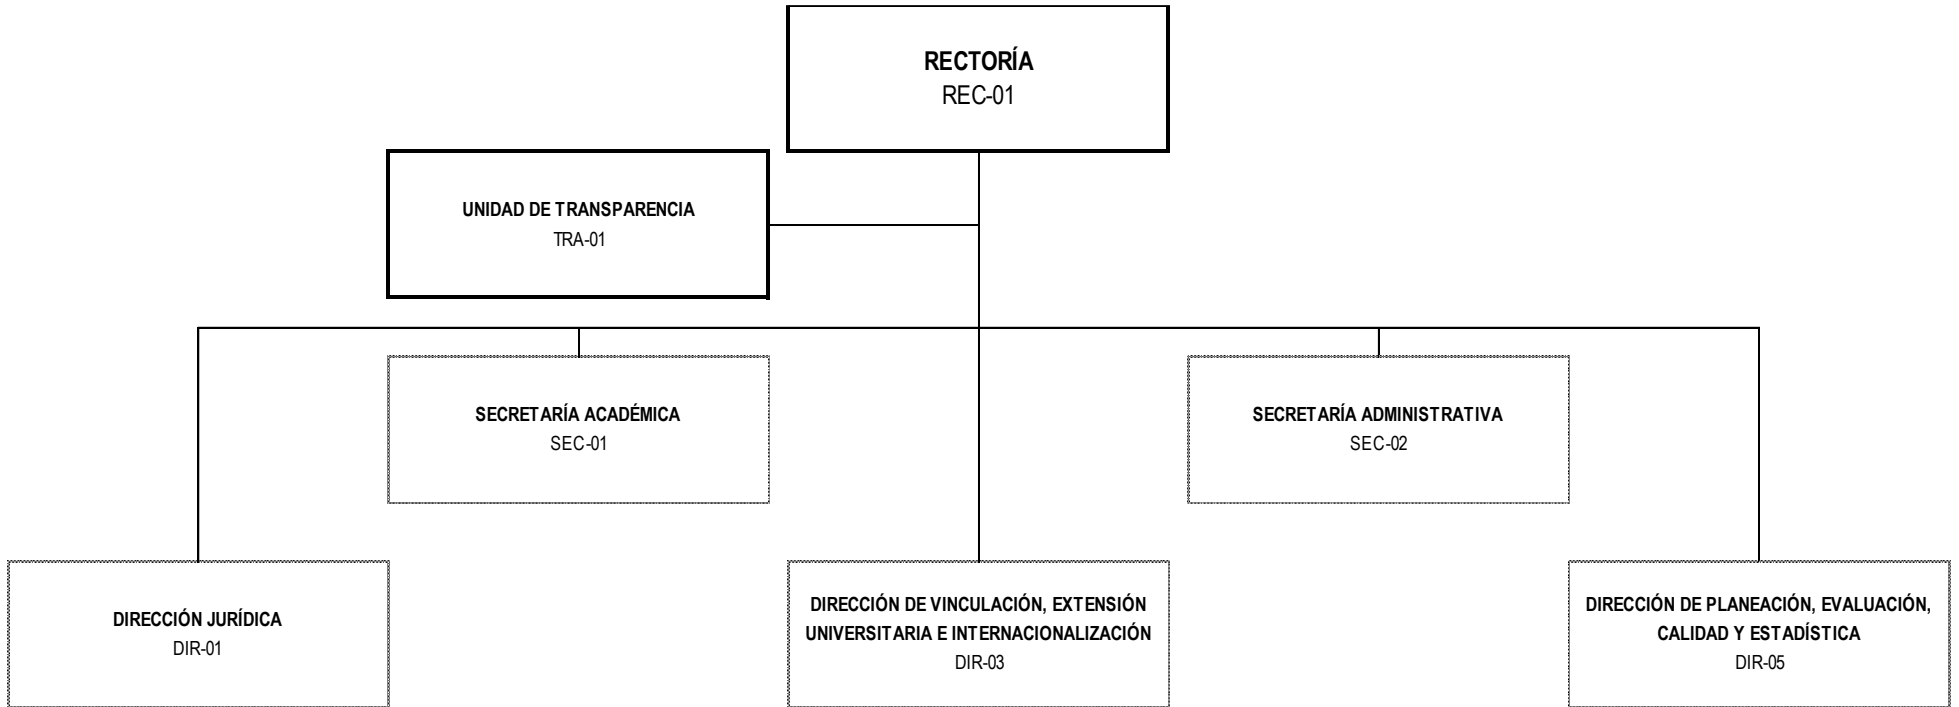 RECTORÍA
REC-01
UNIDAD DE TRANSPARENCIA
TRA-01
SECRETARÍA ACADÉMICA
SEC-01
SECRETARÍA ADMINISTRATIVA
SEC-02
DIRECCIÓN JURÍDICA
DIR-01
DIRECCIÓN DE VINCULACIÓN, EXTENSIÓN
UNIVERSITARIA E INTERNACIONALIZACIÓN
DIR-03
DIRECCIÓN DE PLANEACIÓN, EVALUACIÓN,
CALIDAD Y ESTADÍSTICA
DIR-05